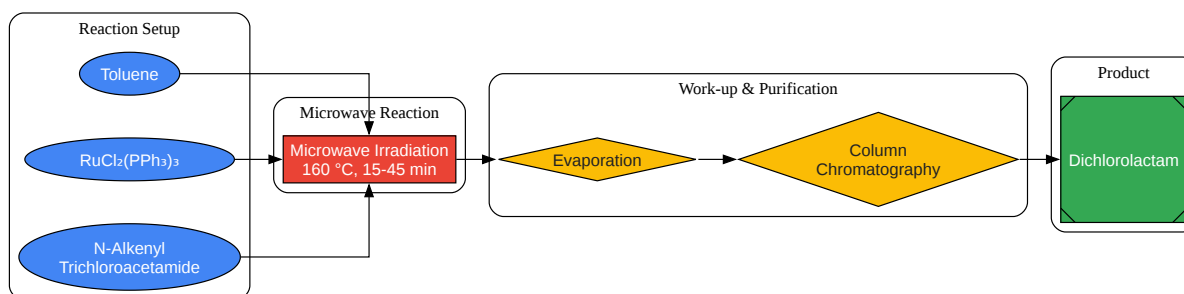 Reaction Setup
Toluene
RuCl₂(PPh₃)₃
N-Alkenyl
Trichloroacetamide
Microwave Reaction
Microwave Irradiation
160 °C, 15-45 min
Work-up & Purification
Evaporation
Column
Chromatography
Product
Dichlorolactam